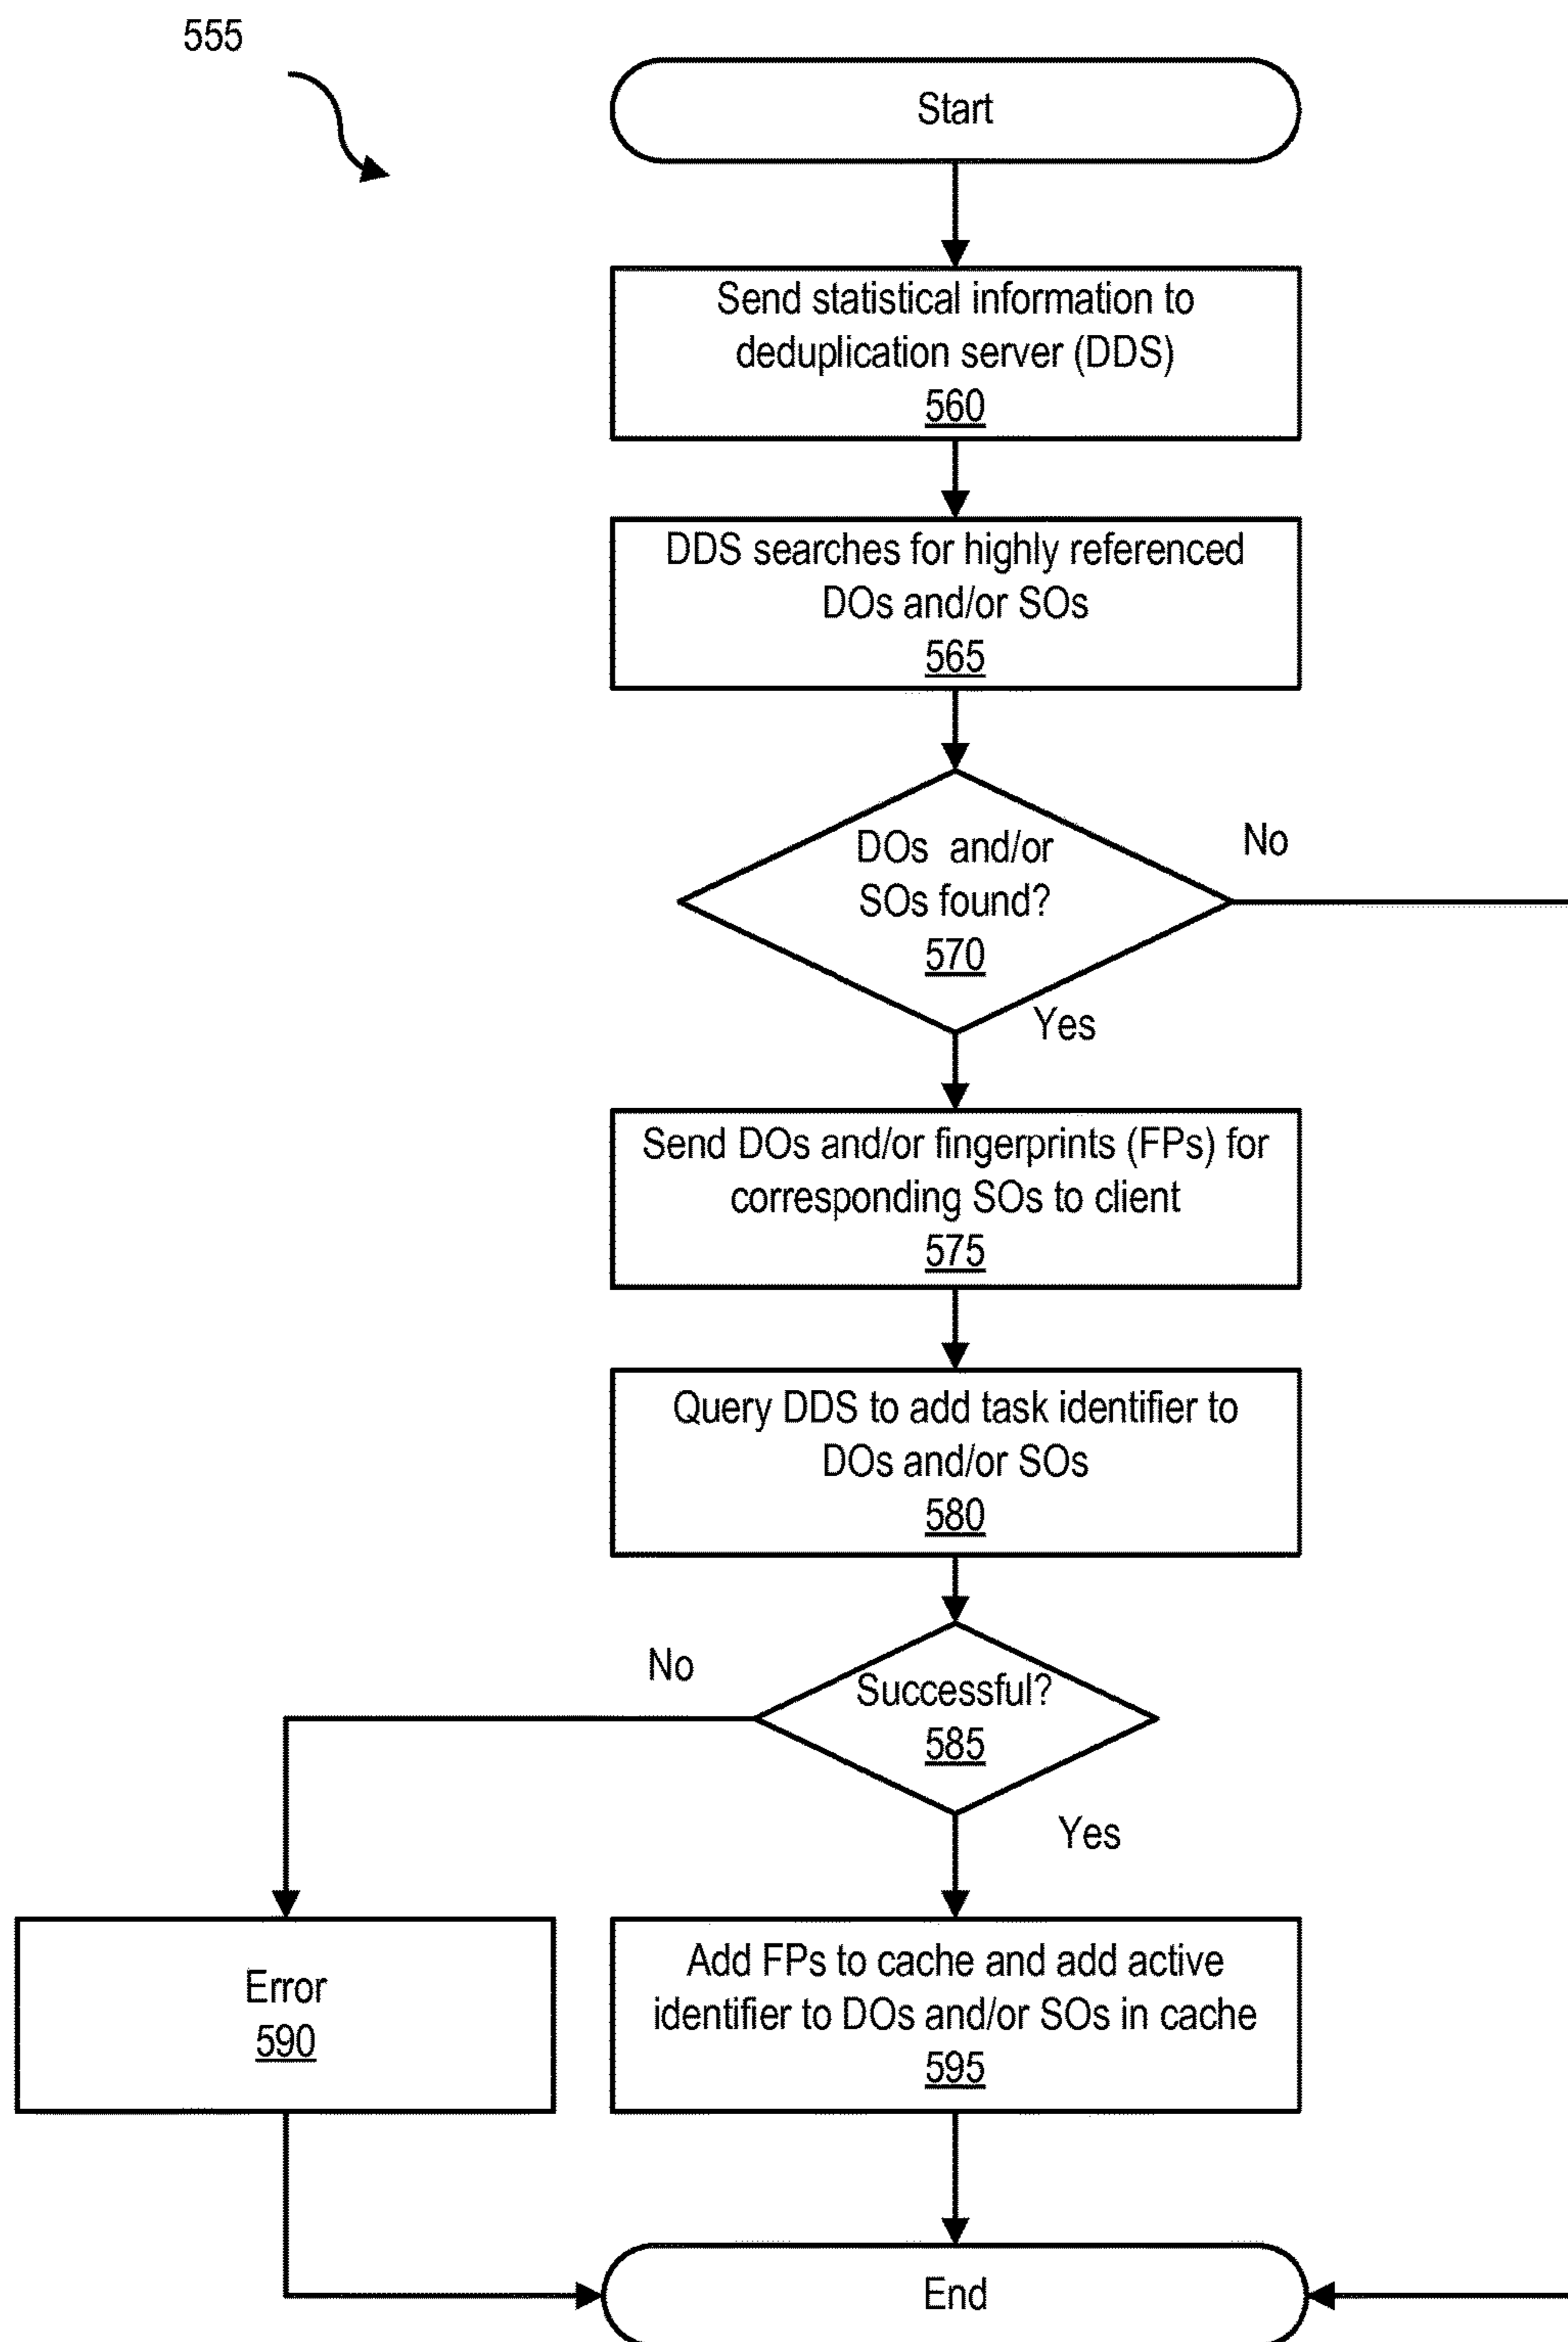 555
Start
Send statistical information to
deduplication server (DDS)
560
DDS searches for highly referenced
DOs and/or SOs
565
DOs and/or
SOs found?
570
No
Yes
Send DOs and/or fingerprints (FPs) for
corresponding SOs to client
575
Query DDS to add task identifier to
DOs and/or SOs
580
No
Successful?
585
Yes
Error
590
Add FPs to cache and add active
identifier to DOs and/or SOs in cache
595
End